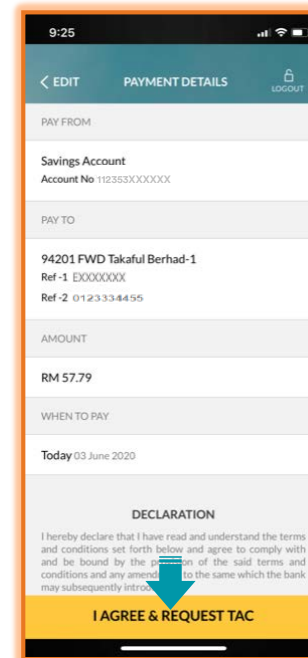 9:25
EDIT PAYMENT DETAILS LOGOUT
PAY FROM
Savings Account
Account No 112353XXXXXX
PAY TO
94201 FWD Takaful Berhad-1
Ref -1 EXXXXXXX
Ref -2 0123334455
AMOUNT
RM 57.79
WHEN TO PAY
Today 03 June 2020
DECLARATION
I hereby declare that I have read and understand the terms
and conditions set forth below and agree to comply with
and be bound by the of the said terms and
conditions and any to the same which the bank
may subsequently
I AGREE & REQUEST TAC